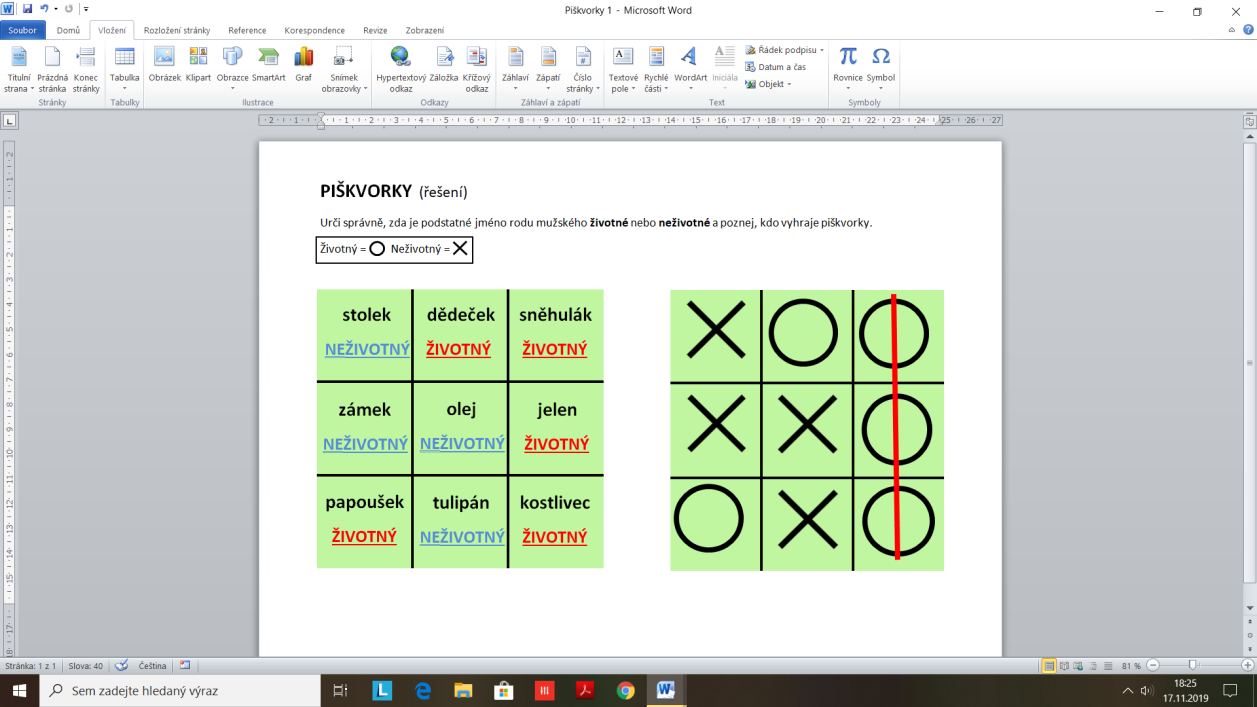 Piškvorky 1 - Microsoft Word
Soubor Domů Vložení Rozložení stránky Reference Korespondence Revize Zobrazení
Titulní strana Prázdná stránka Konec stránky
Tabulka
Obrázek Klipart Obrazce SmartArt Graf Snímek obrazovky
Hypertextový odkaz Záložka Křížový odkaz
Záhlaví Zápatí Číslo stránky
Textové pole Rychlé části WordArt Iniciála
Řádek podpisu
Datum a čas
Objekt
Rovnice Symbol
Stránky Tabulky Ilustrace Odkazy Záhlaví a zápatí Text Symboly
PIŠKVORKY (řešení)
Urči správně, zda je podstatné jméno rodu mužského životné nebo neživotné a poznej, kdo vyhraje piškvorky.
Životný = Neživotný =
stolek dědeček sněhulák
NEŽIVOTNÝ ŽIVOTNÝ ŽIVOTNÝ
zámek olej jelen
NEŽIVOTNÝ NEŽIVOTNÝ ŽIVOTNÝ
papoušek tulipán kostlivec
ŽIVOTNÝ NEŽIVOTNÝ ŽIVOTNÝ
Stránka: 1 z 1 Slova: 40 Čeština 81 %
Sem zadejte hledaný výraz
18:25
17.11.2019